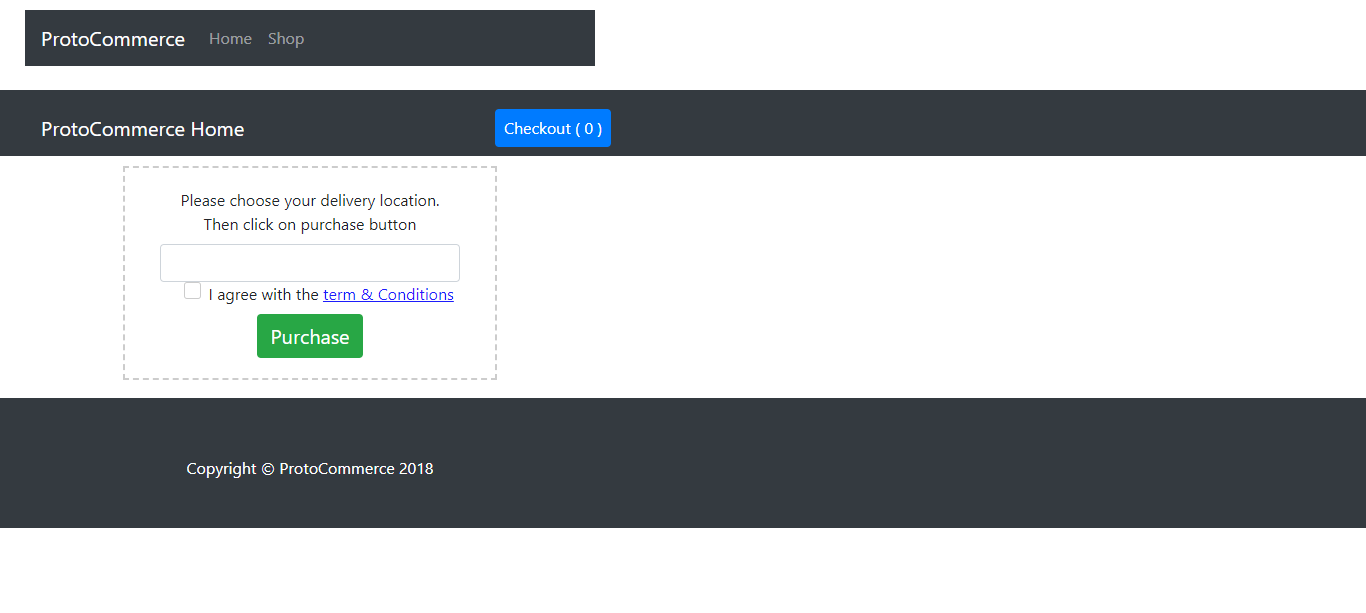 ProtoCommerce Home Shop
ProtoCommerce Home Checkout ( 0 )
Please choose your delivery location.
Then click on purchase button
I agree with the term & Conditions
Purchase
Copyright © ProtoCommerce 2018